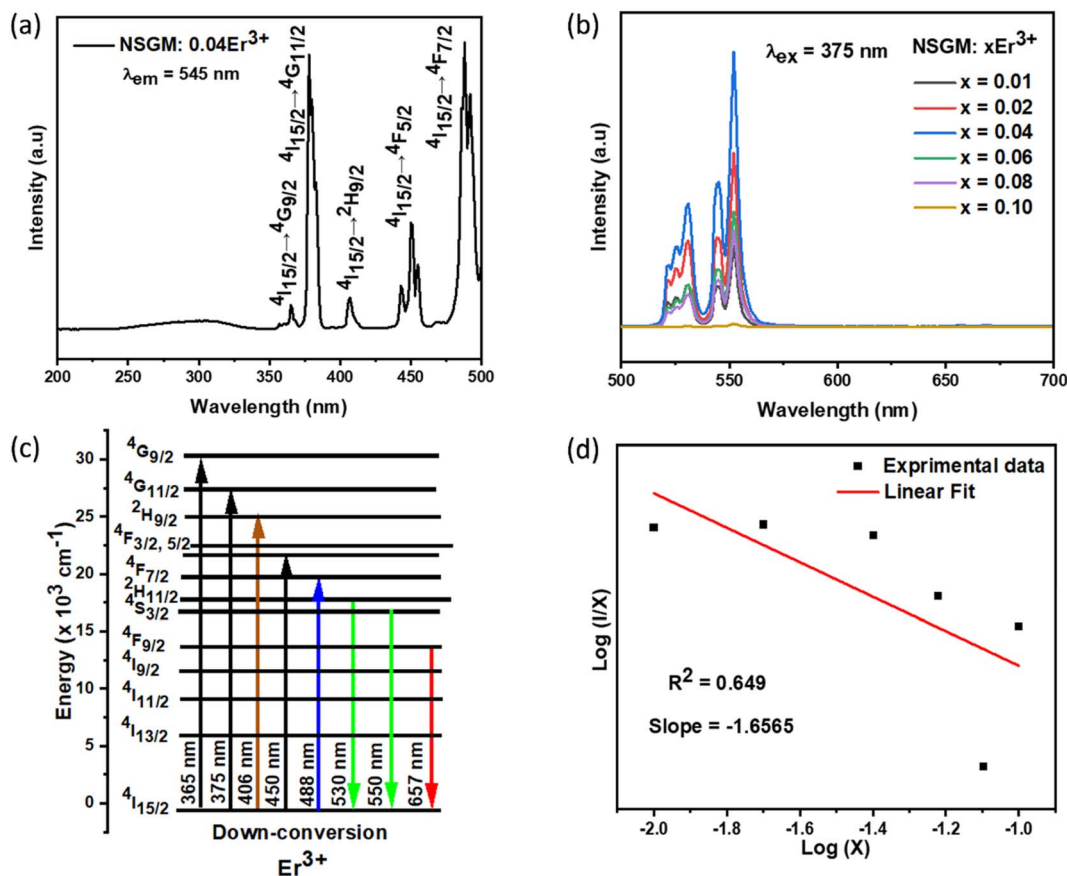 (a)
NSGM: 0.04Er3+
λem = 545 nm
4I15/2→4G9/2
4I15/2→4G11/2
4I15/2→2H9/2
4I15/2→4F5/2
4I15/2→4F7/2
Intensity (a.u)
200 250 300 350 400 450 500
Wavelength (nm)
(b)
λex = 375 nm
NSGM: xEr3+
x = 0.01
x = 0.02
x = 0.04
x = 0.06
x = 0.08
x = 0.10
Intensity (a.u)
500 550 600 650 700
Wavelength (nm)
(c)
Energy (x 103 cm-1)
30
25
20
15
10
5
0
4G9/2
4G11/2
2H9/2
4F3/2, 5/2
4F7/2
2H11/2
4S3/2
4F9/2
4I9/2
4I11/2
4I13/2
4I15/2
365 nm
375 nm
406 nm
450 nm
488 nm
530 nm
550 nm
657 nm
Down-conversion
Er3+
(d)
Exprimental data
Linear Fit
Log (I/X)
R2 = 0.649
Slope = -1.6565
-2.0 -1.8 -1.6 -1.4 -1.2 -1.0
Log (X)